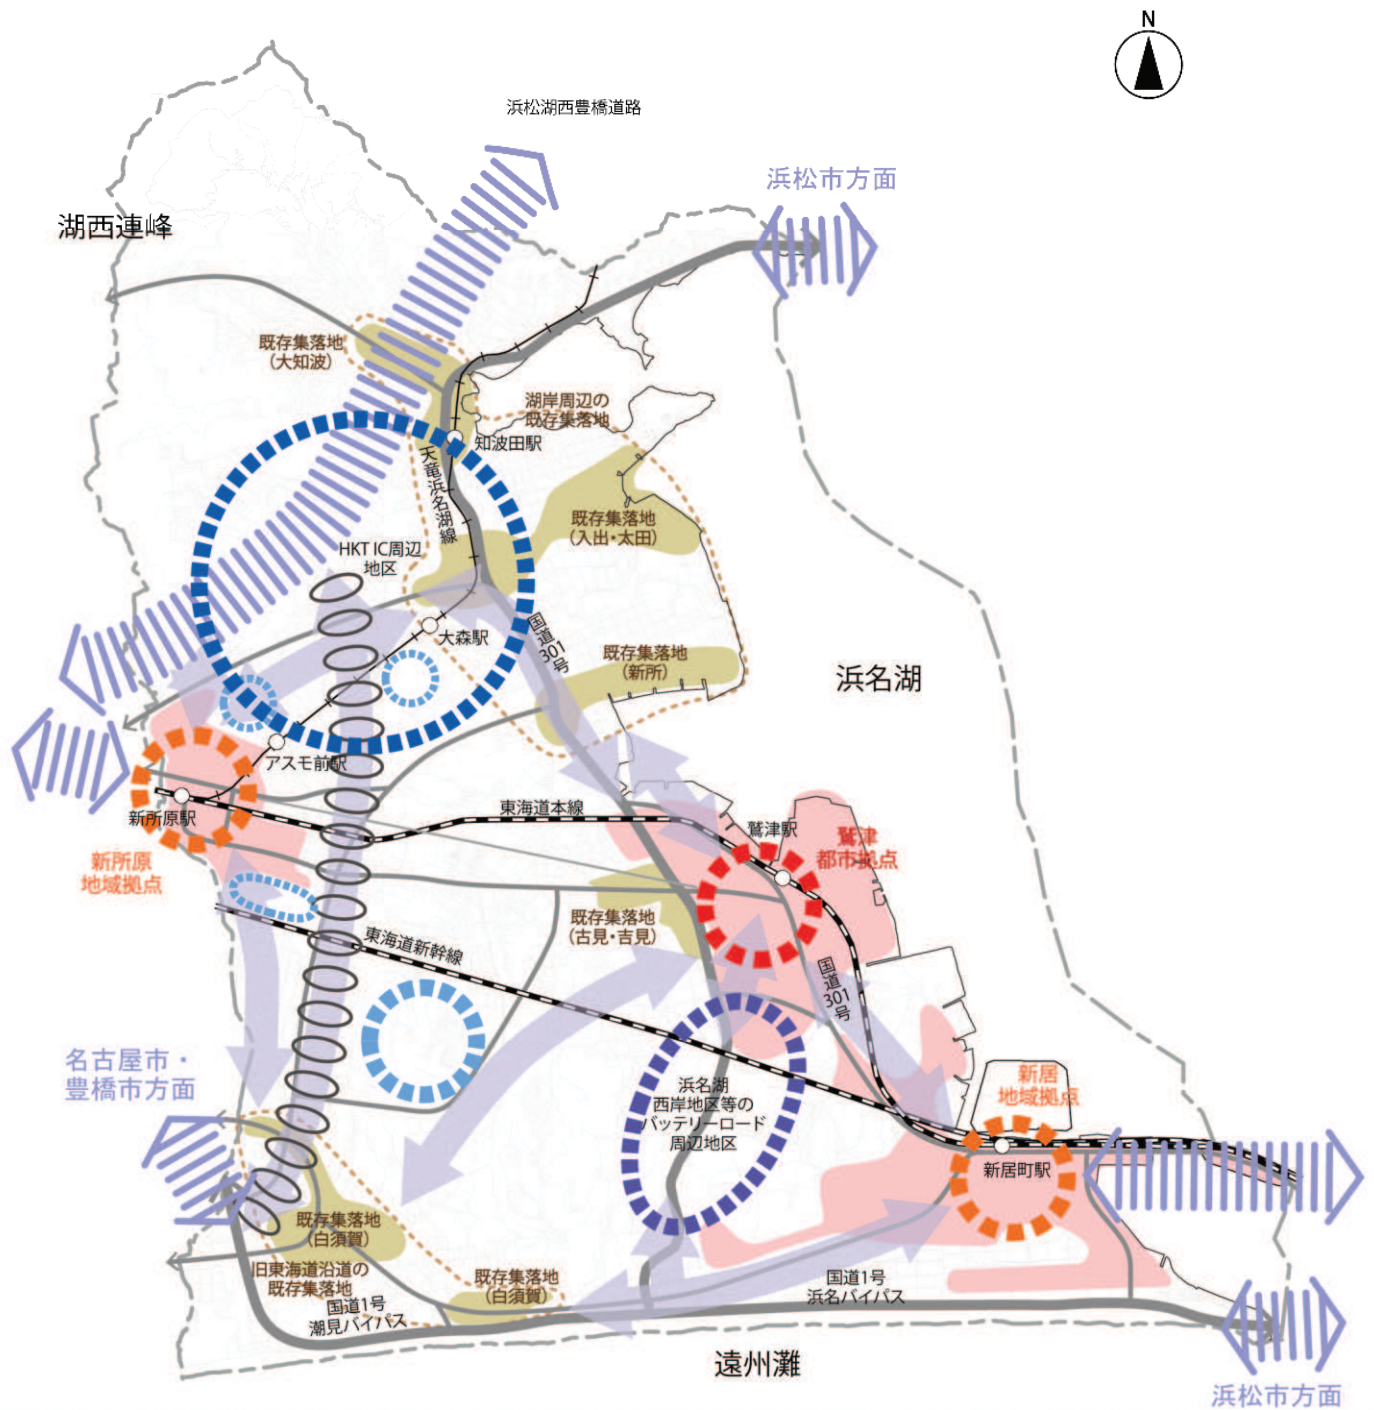 N
浜松湖西豊橋道路
浜松市方面
湖西連峰
既存集落地
(大知波)
湖岸周辺の
既存集落地
知波田駅
天竜浜名湖線
既存集落地
(入出・太田)
HKT IC周辺
地区
大森駅
国道301号
既存集落地
(新所)
浜名湖
アスモ前駅
新所原駅
東海道本線
鷲津駅
鷲津
都市拠点
新所原
地域拠点
既存集落地
(古見・吉見)
東海道新幹線
国道301号
名古屋市・
豊橋市方面
浜名湖
西岸地区等の
バッテリーロード
周辺地区
新居
地域拠点
新居町駅
既存集落地
(白須賀)
旧東海道沿道の
既存集落地
既存集落地
(白須賀)
国道1号
潮見バイパス
国道1号
浜名バイパス
遠州灘
浜松市方面